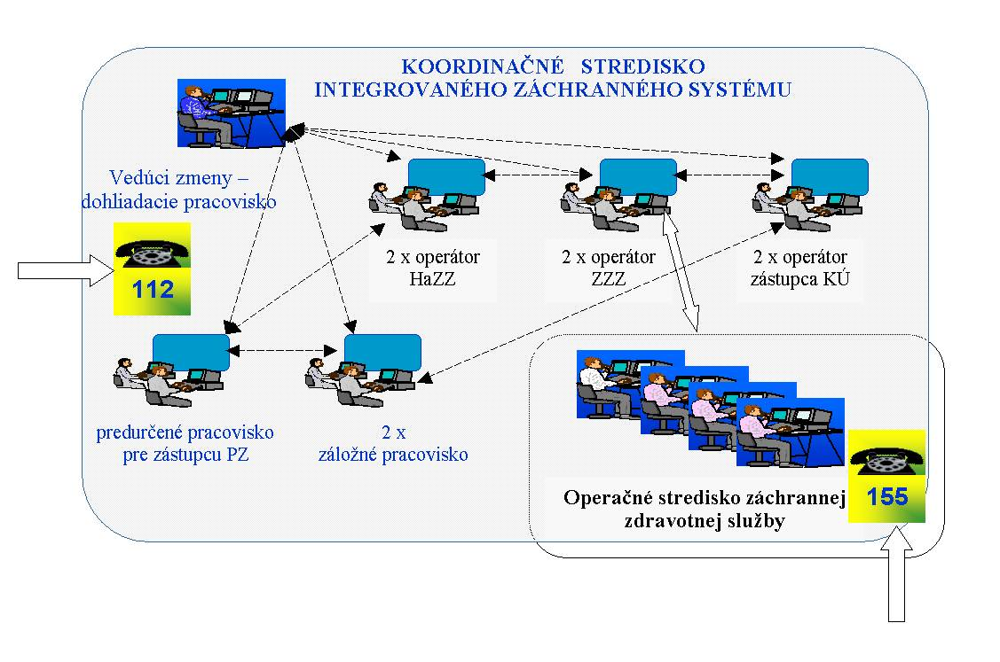 KOORDINAČNÉ STREDISKO
INTEGROVANÉHO ZÁCHRANNÉHO SYSTÉMU
Vedúci zmeny –
dohliadacie pracovisko
112
2 x operátor
HaZZ
2 x operátor
ZZZ
2 x operátor
zástupca KÚ
predurčené pracovisko
pre zástupcu PZ
2 x
záložné pracovisko
Operačné stredisko záchrannej
zdravotnej služby
155